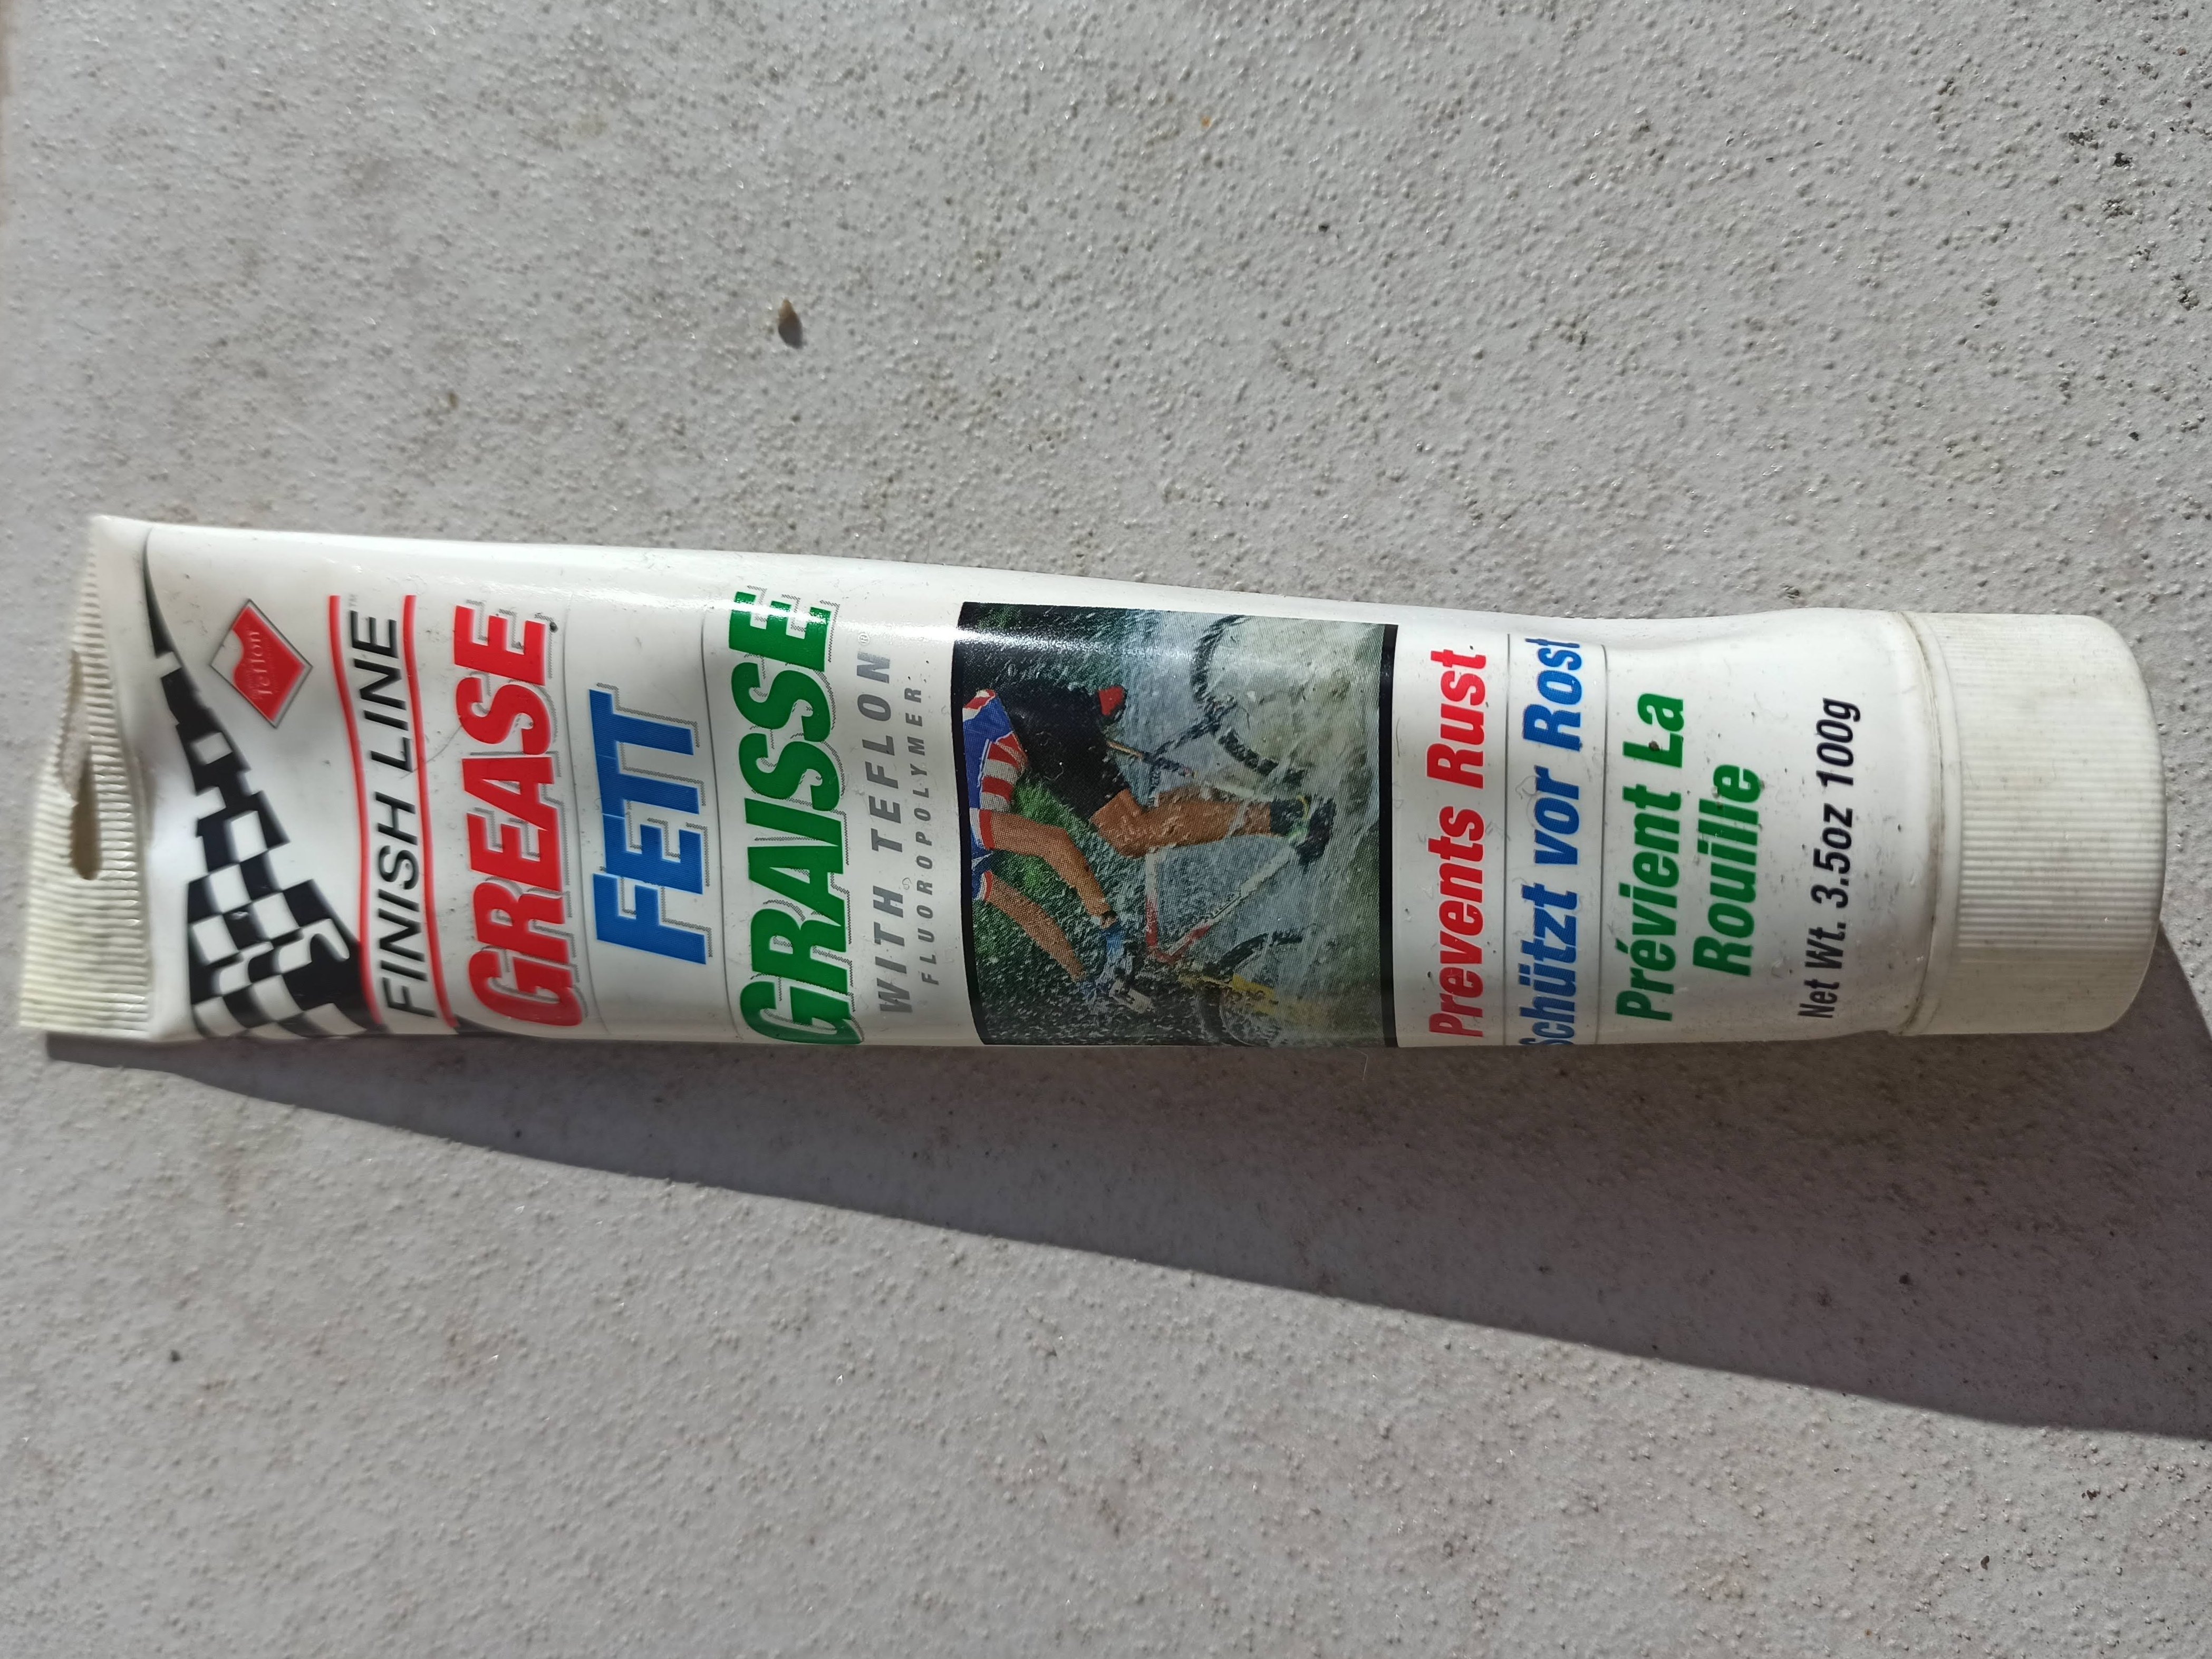 Teflon
FINISH LINE™
GREASE
FETT
GRAISSE
WITH TEFLON®
FLUOROPOLYMER
Prevents Rust
Schützt vor Rost
Prévient La
Rouille
Net Wt. 3.5oz 100g